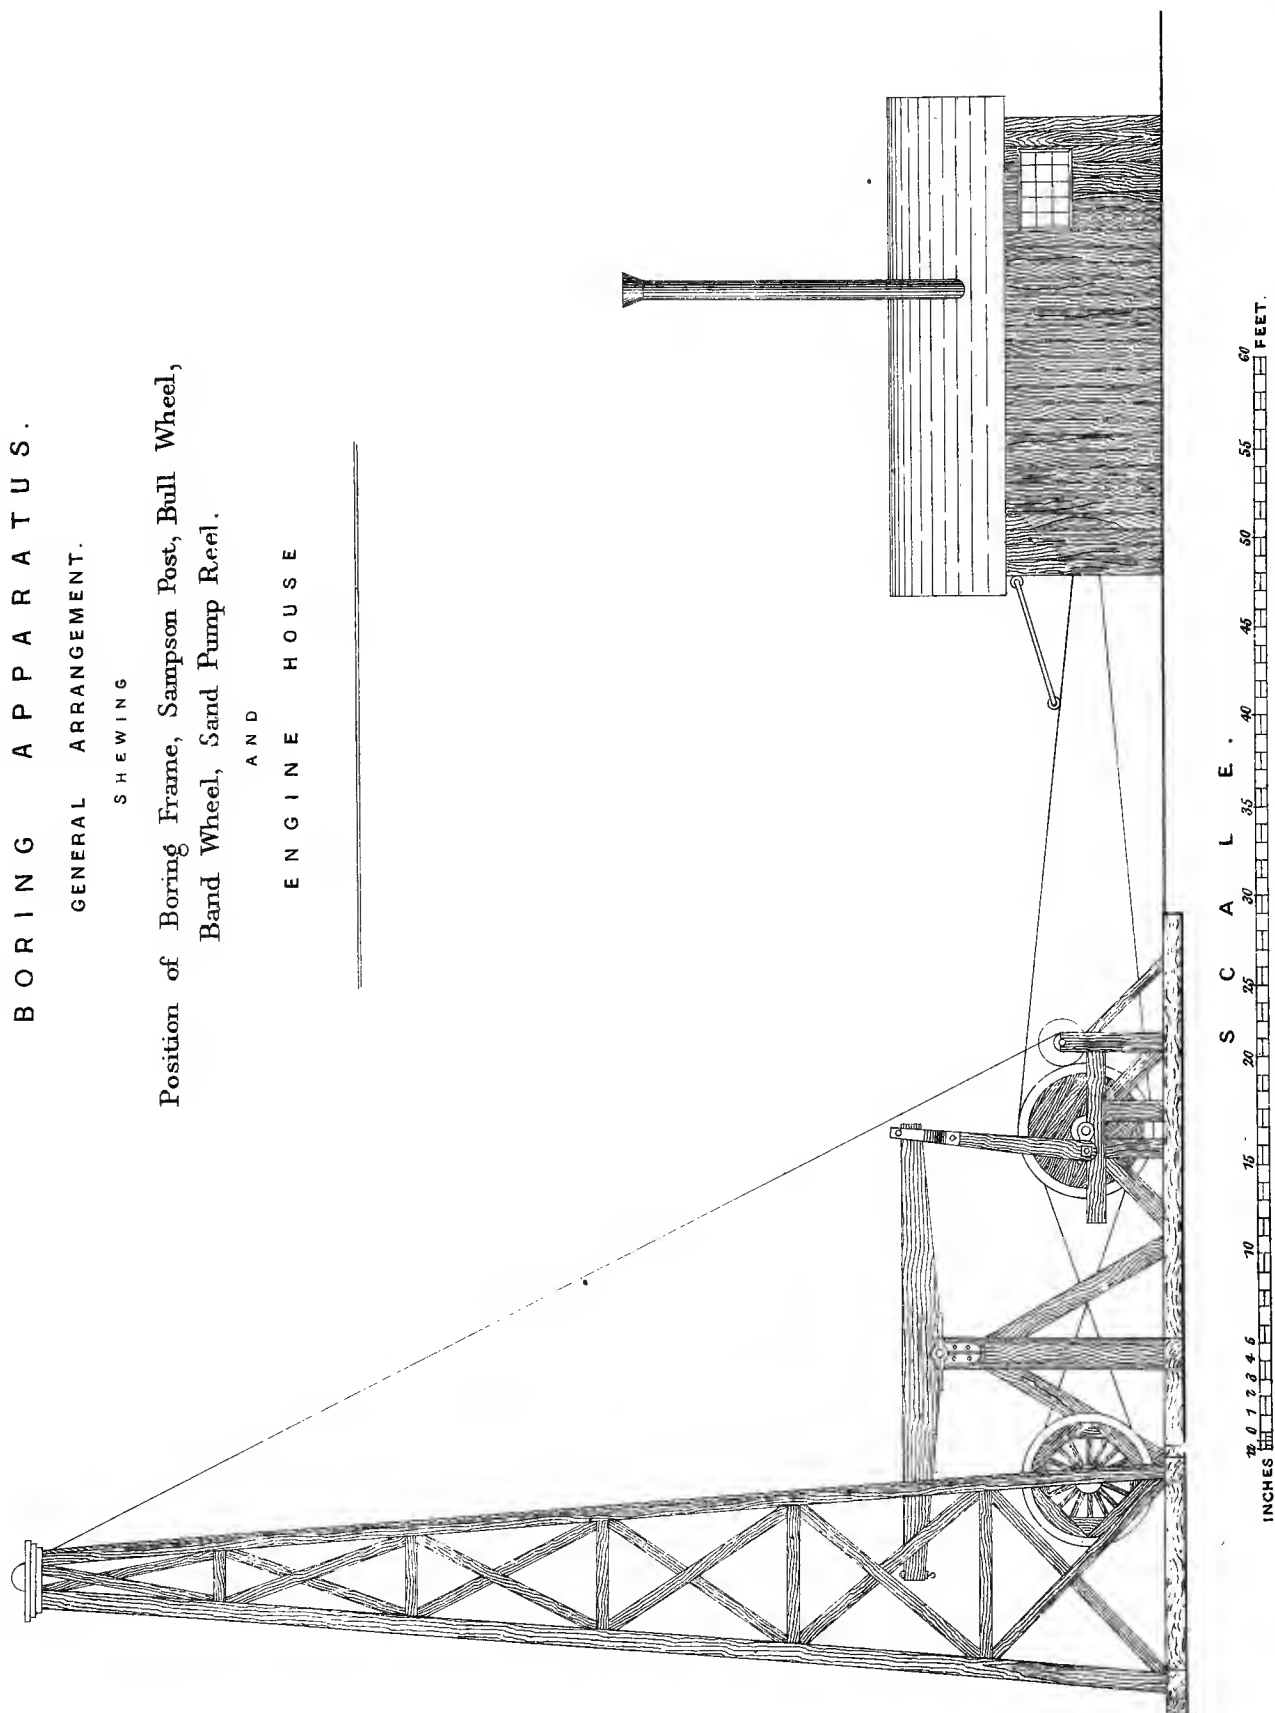 BORING APPARATUS.
GENERAL ARRANGEMENT.
SHEWING
Position of Boring Frame, Sampson Post, Bull Wheel,
Band Wheel, Sand Pump Reel.
AND
ENGINE HOUSE
SCALE.
12 0 1 2 3 4 5 10 15 20 25 30 35 40 45 50 55 60
INCHES FEET.